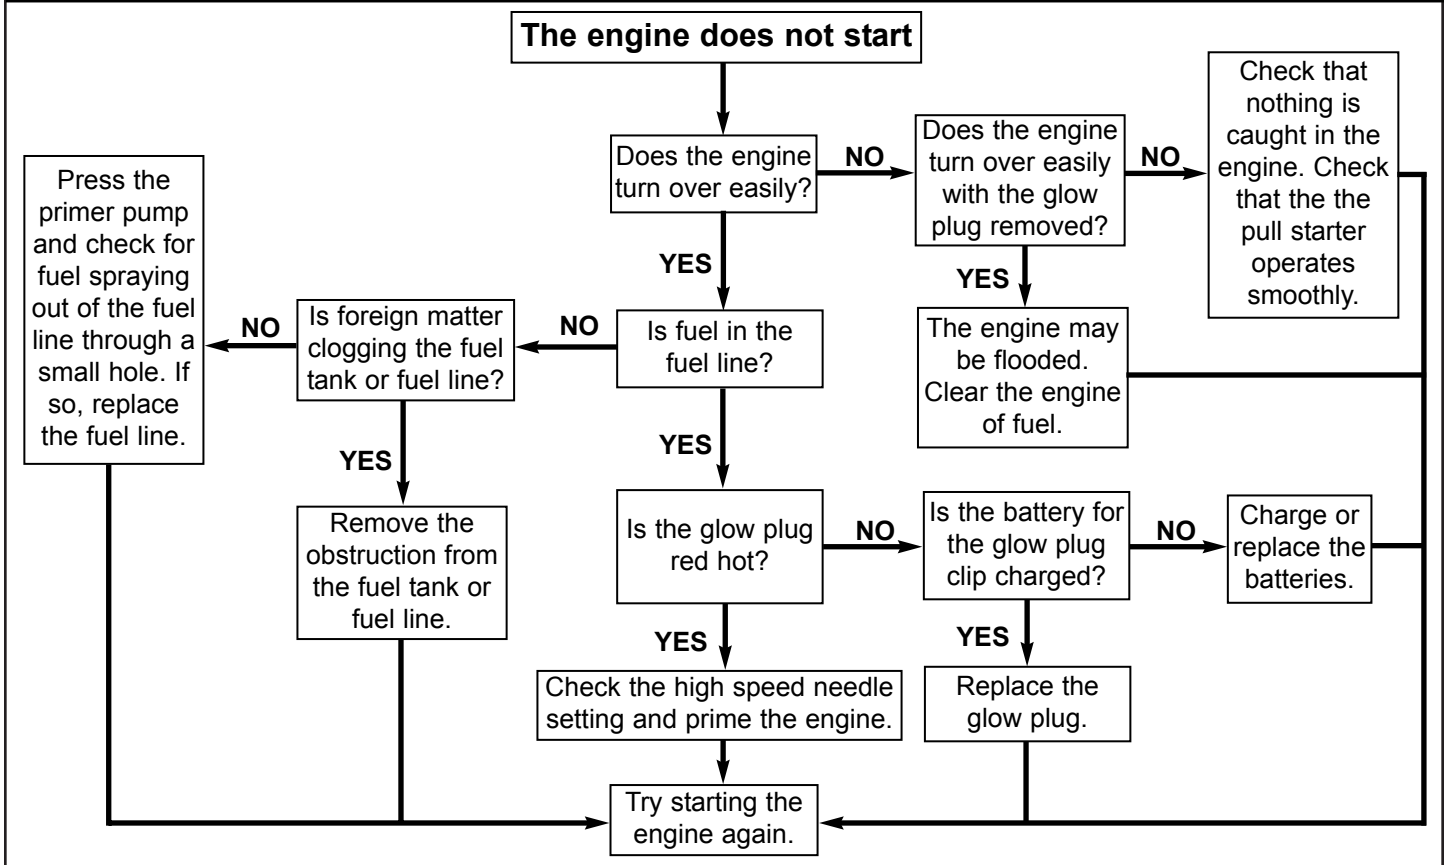 The engine does not start
Does the engine
turn over easily?
NO
Does the engine
turn over easily
with the glow
plug removed?
NO
Check that
nothing is
caught in the
engine. Check
that the the
pull starter
operates
smoothly.
YES
The engine may
be flooded.
Clear the engine
of fuel.
YES
Is fuel in the
fuel line?
NO
Is foreign matter
clogging the fuel
tank or fuel line?
NO
Press the
primer pump
and check for
fuel spraying
out of the fuel
line through a
small hole. If
so, replace
the fuel line.
YES
Remove the
obstruction from
the fuel tank or
fuel line.
YES
Is the glow plug
red hot?
NO
Is the battery for
the glow plug
clip charged?
NO
Charge or
replace the
batteries.
YES
Replace the
glow plug.
YES
Check the high speed needle
setting and prime the engine.
Try starting the
engine again.